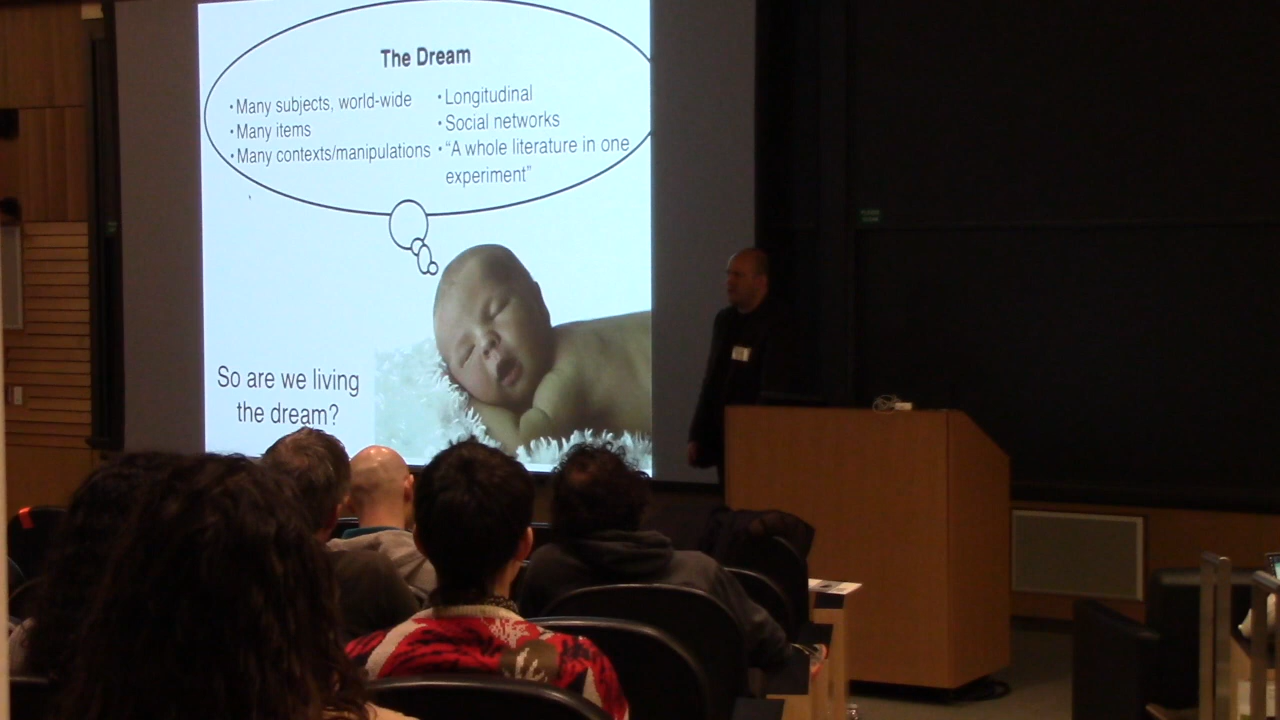 The Dream
• Many subjects, world-wide
• Many items
• Many contexts/manipulations
• Longitudinal
• Social networks
• “A whole literature in one
experiment”
So are we living
the dream?